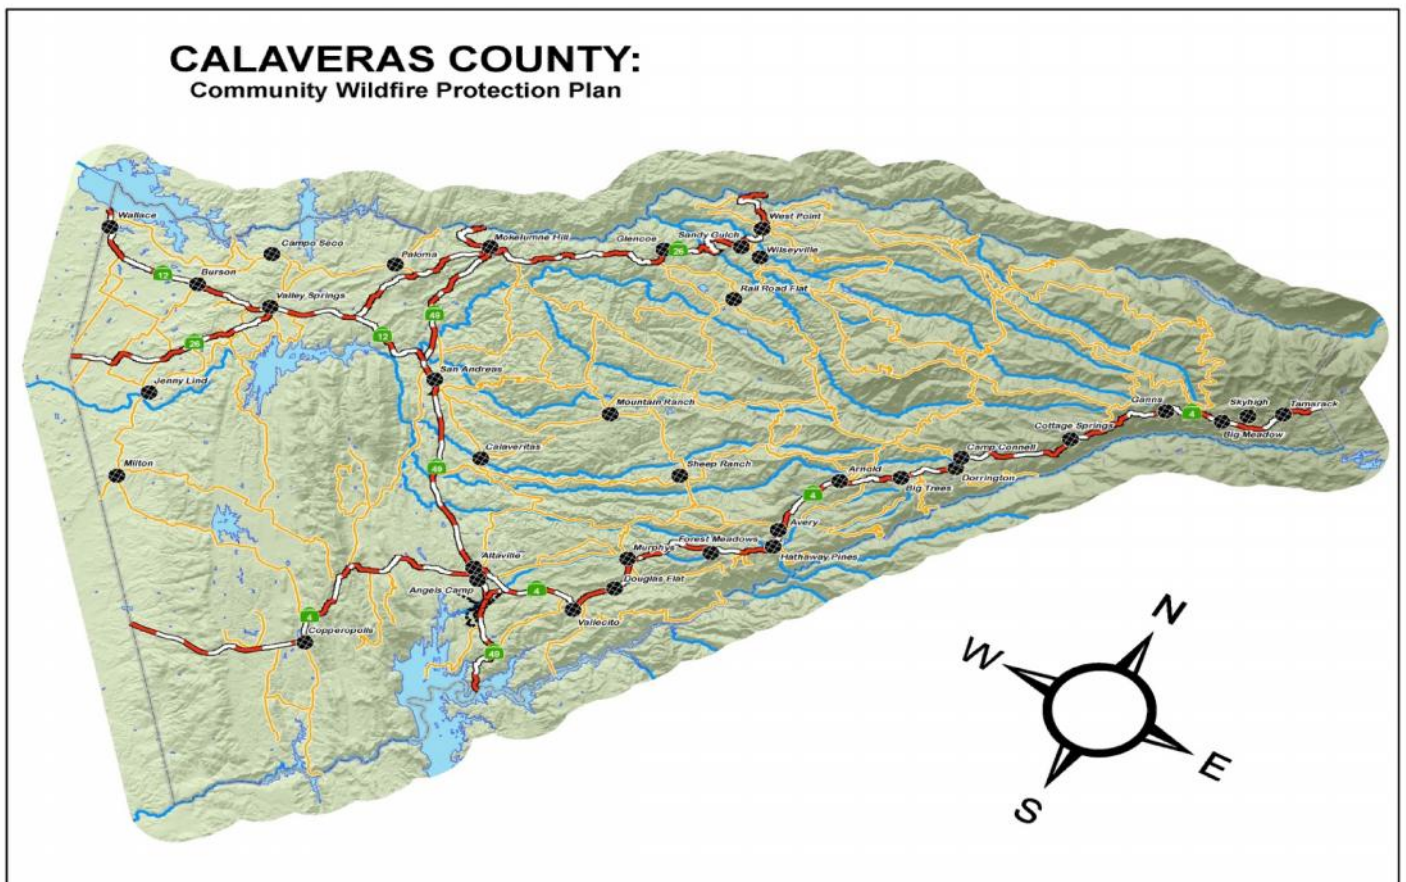 CALAVERAS COUNTY:
Community Wildfire Protection Plan
Wallace
West Point
Campo Seco
Mokelumne Hill
Glencoe
Sandy Gulch
26
Wilseyville
Paloma
12
Burson
Rail Road Flat
Valley Springs
49
12
26
San Andreas
Jenny Lind
Mountain Ranch
Ganns
4
Skyhigh
Tamarack
Big Meadow
Cottage Springs
Calaveritas
Camp Connell
Milton
49
Sheep Ranch
Arnold
Dorrington
Big Trees
4
Avery
Forest Meadows
Murphys
Hathaway Pines
Altaville
Douglas Flat
Angels Camp
4
Vallecito
4
Copperopolis
49
N
W
E
S